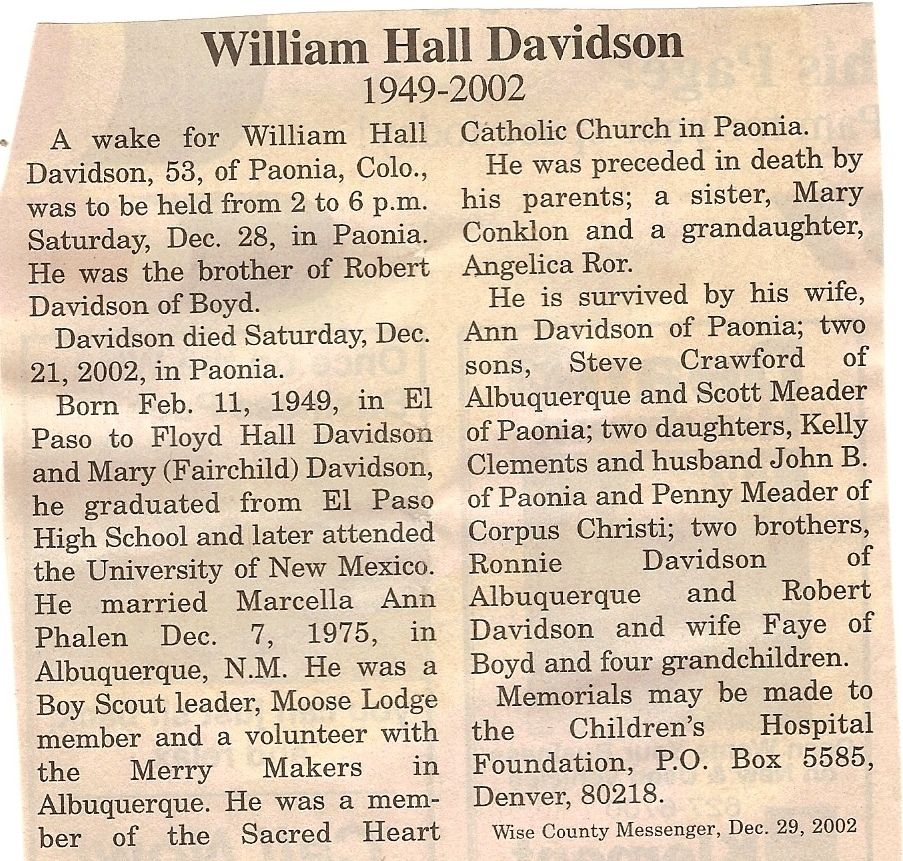 William Hall Davidson
1949-2002
A wake for William Hall
Davidson, 53, of Paonia, Colo.,
was to be held from 2 to 6 p.m.
Saturday, Dec. 28, in Paonia.
He was the brother of Robert
Davidson of Boyd.
Davidson died Saturday, Dec.
21, 2002, in Paonia.
Born Feb. 11, 1949, in El
Paso to Floyd Hall Davidson
and Mary (Fairchild) Davidson,
he graduated from El Paso
High School and later attended
the University of New Mexico.
He married Marcella Ann
Phalen Dec. 7, 1975, in
Albuquerque, N.M. He was a
Boy Scout leader, Moose Lodge
member and a volunteer with
the Merry Makers in
Albuquerque. He was a mem-
ber of the Sacred Heart
Catholic Church in Paonia.
He was preceded in death by
his parents; a sister, Mary
Conklon and a grandaughter,
Angelica Ror.
He is survived by his wife,
Ann Davidson of Paonia; two
sons, Steve Crawford of
Albuquerque and Scott Meader
of Paonia; two daughters, Kelly
Clements and husband John B.
of Paonia and Penny Meader of
Corpus Christi; two brothers,
Ronnie Davidson of
Albuquerque and Robert
Davidson and wife Faye of
Boyd and four grandchildren.
Memorials may be made to
the Children's Hospital
Foundation, P.O. Box 5585,
Denver, 80218.
Wise County Messenger, Dec. 29, 2002